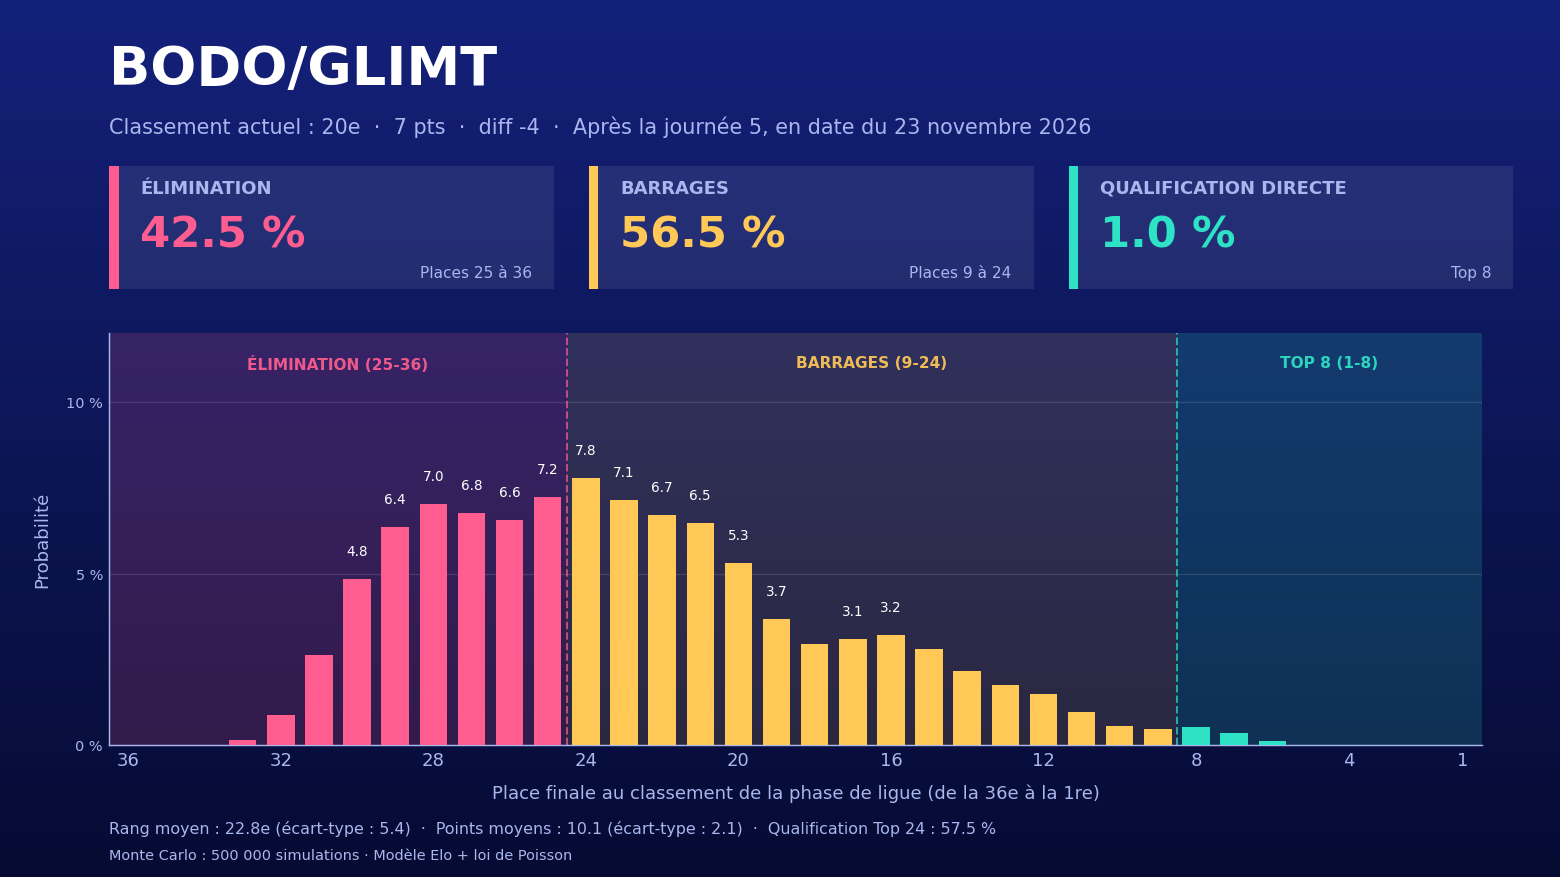 BODO/GLIMT
Classement actuel : 20e · 7 pts · diff -4 · Après la journée 5, en date du 23 novembre 2026
ÉLIMINATION
42.5 %
Places 25 à 36
BARRAGES
56.5 %
Places 9 à 24
QUALIFICATION DIRECTE
1.0 %
Top 8
ÉLIMINATION (25-36)
BARRAGES (9-24)
TOP 8 (1-8)
Probabilité
10 %
5 %
0 %
4.8
6.4
7.0
6.8
6.6
7.2
7.8
7.1
6.7
6.5
5.3
3.7
3.1
3.2
36 32 28 24 20 16 12 8 4 1
Place finale au classement de la phase de ligue (de la 36e à la 1re)
Rang moyen : 22.8e (écart-type : 5.4) · Points moyens : 10.1 (écart-type : 2.1) · Qualification Top 24 : 57.5 %
Monte Carlo : 500 000 simulations · Modèle Elo + loi de Poisson